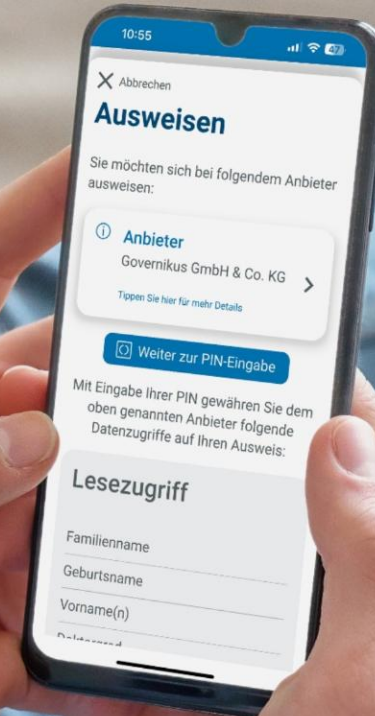 10:55
47
Abbrechen
Ausweisen
Sie möchten sich bei folgendem Anbieter
ausweisen:
Anbieter
Governikus GmbH & Co. KG
Tippen Sie hier für mehr Details
Weiter zur PIN-Eingabe
Mit Eingabe Ihrer PIN gewähren Sie dem
oben genannten Anbieter folgende
Datenzugriffe auf Ihren Ausweis:
Lesezugriff
Familienname
Geburtsname
Vorname(n)